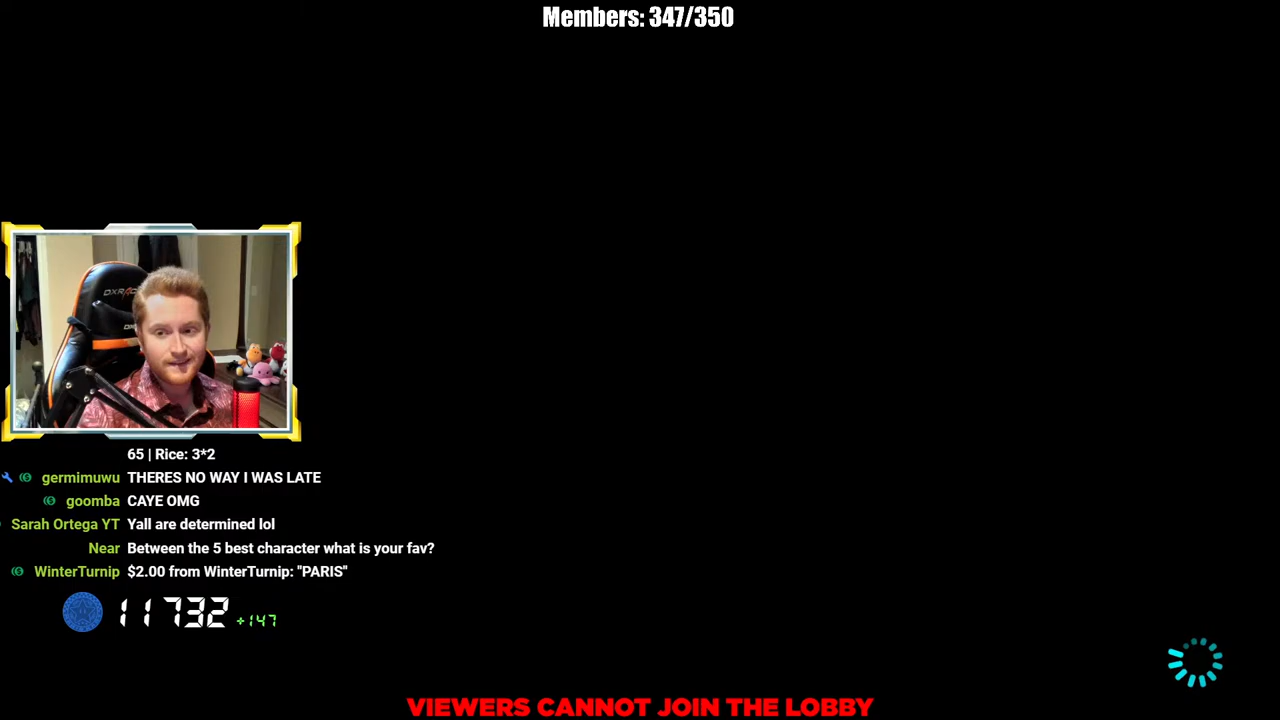 Members: 347/350
DXRAC
65 | Rice: 3*2
germimuwu THERES NO WAY I WAS LATE
goomba CAYE OMG
Sarah Ortega YT Yall are determined lol
Near Between the 5 best character what is your fav?
WinterTurnip $2.00 from WinterTurnip: "PARIS"
11732 +147
VIEWERS CANNOT JOIN THE LOBBY